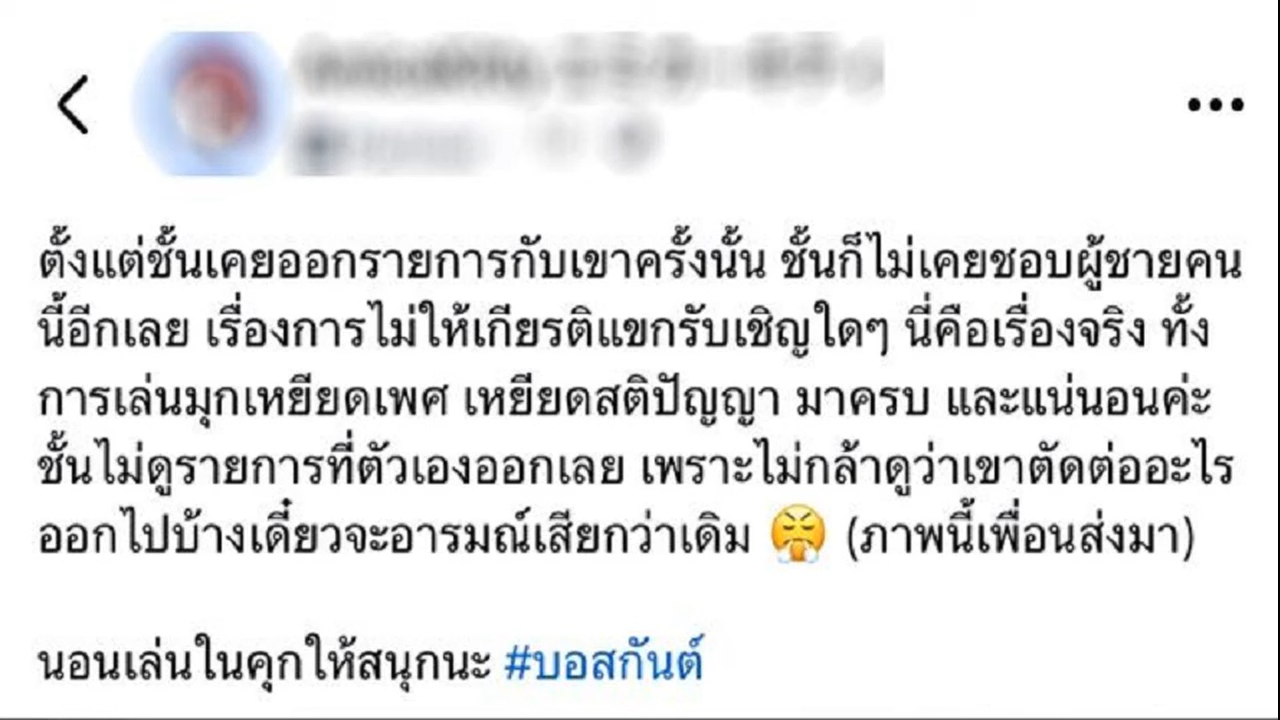 ตั้งแต่ชั้นเคยออกรายการกับเขาครั้งนั้น ชั้นก็ไม่เคยชอบผู้ชายคน
นี้อีกเลย เรื่องการไม่ให้เกียรติแขกรับเชิญใดๆ นี่คือเรื่องจริง ทั้ง
การเล่นมุกเหยียดเพศ เหยียดสติปัญญา มาครบ และแน่นอนค่ะ
ชั้นไม่ดูรายการที่ตัวเองออกเลย เพราะไม่กล้าดูว่าเขาตัดต่ออะไร
ออกไปบ้างเดี๋ยวจะอารมณ์เสียกว่าเดิม 😤 (ภาพนี้เพื่อนส่งมา)
นอนเล่นในคุกให้สนุกนะ #บอสกันต์